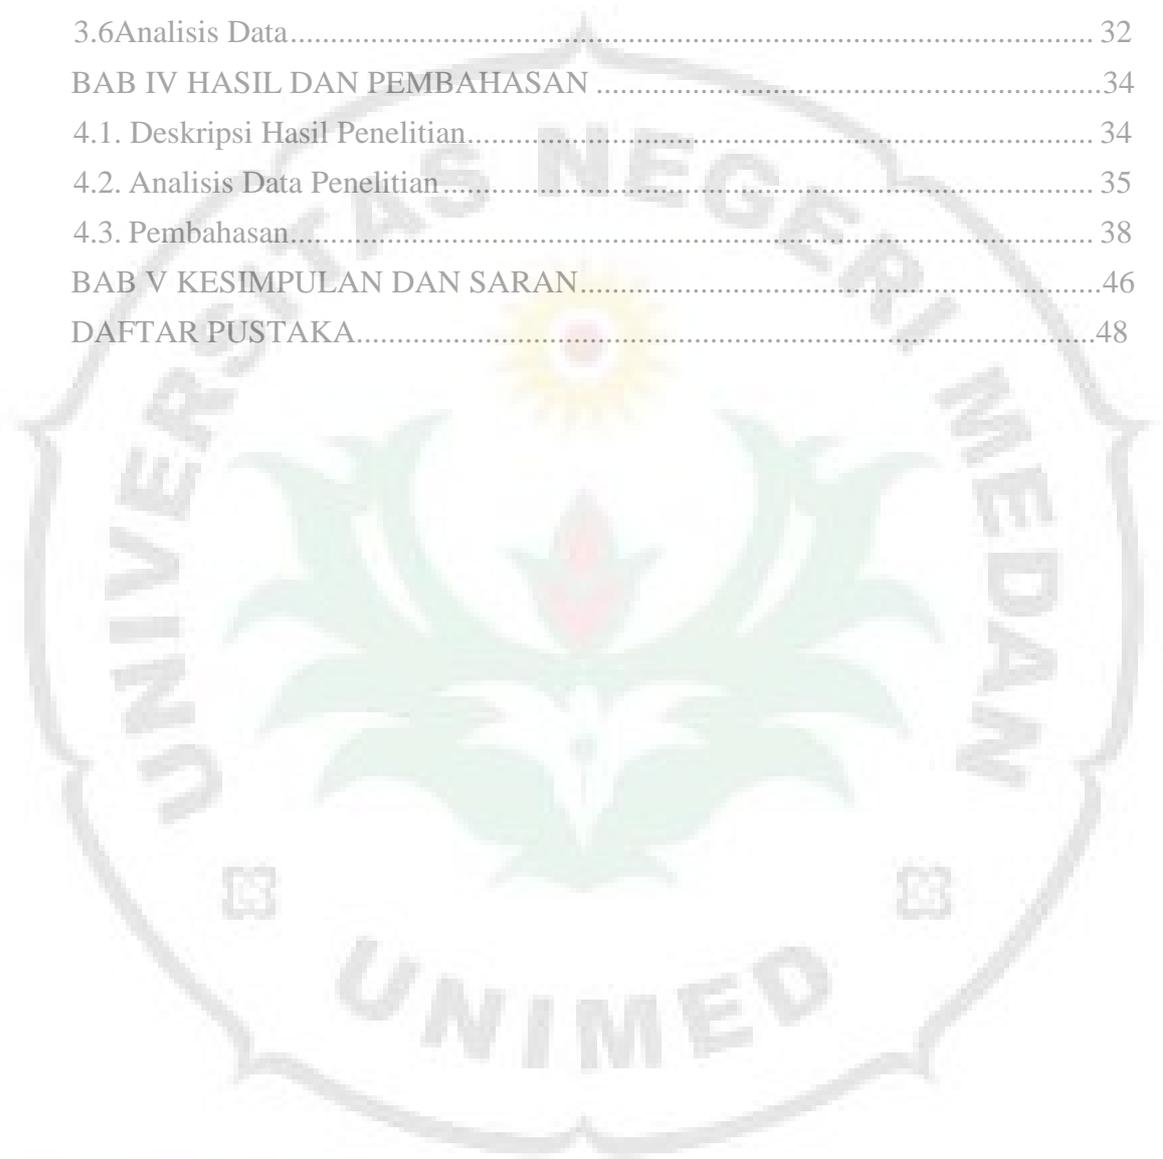 3.6Analisis Data.................................................................................................... 32
BAB IV HASIL DAN PEMBAHASAN ...............................................................34
4.1. Deskripsi Hasil Penelitian.............................................................................. 34
4.2. Analisis Data Penelitian ................................................................................. 35
4.3. Pembahasan.................................................................................................... 38
BAB V KESIMPULAN DAN SARAN.................................................................46
DAFTAR PUSTAKA............................................................................................48
UNIVERSITAS NEGERI MEDAN
UNIMED